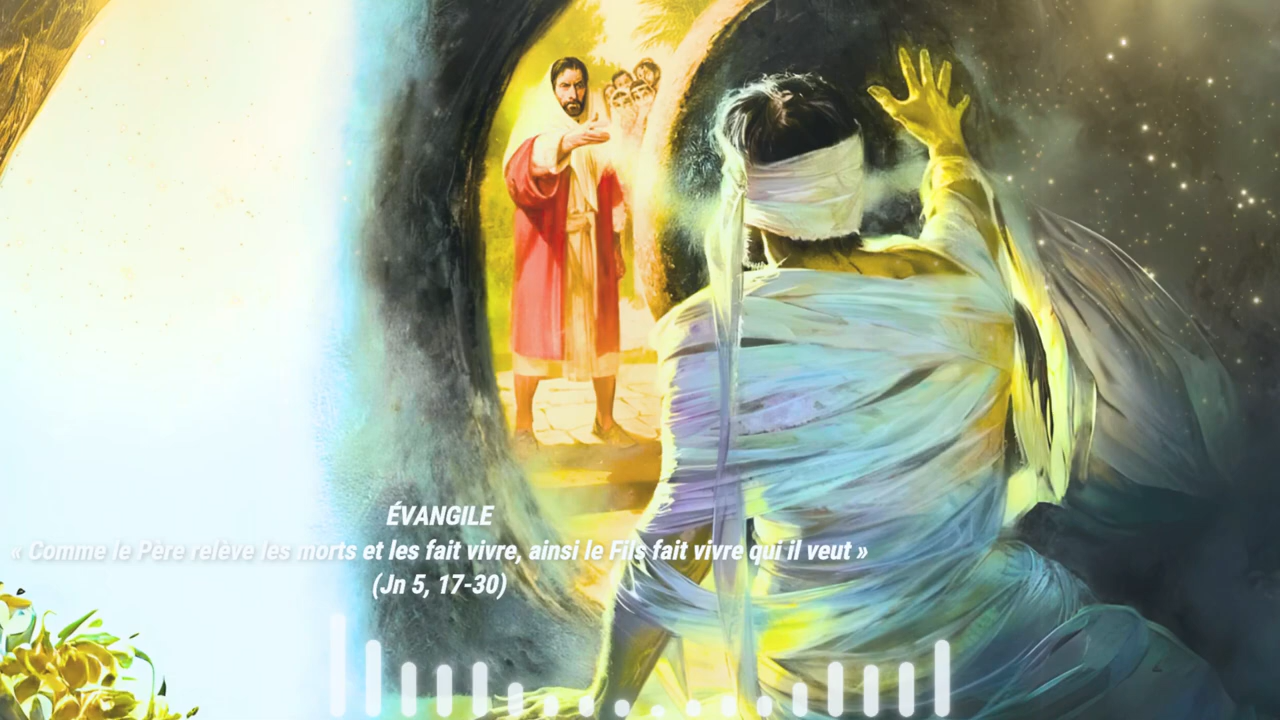 ÉVANGILE
« Comme le Père relève les morts et les fait vivre, ainsi le Fils fait vivre qui il veut »
(Jn 5, 17-30)